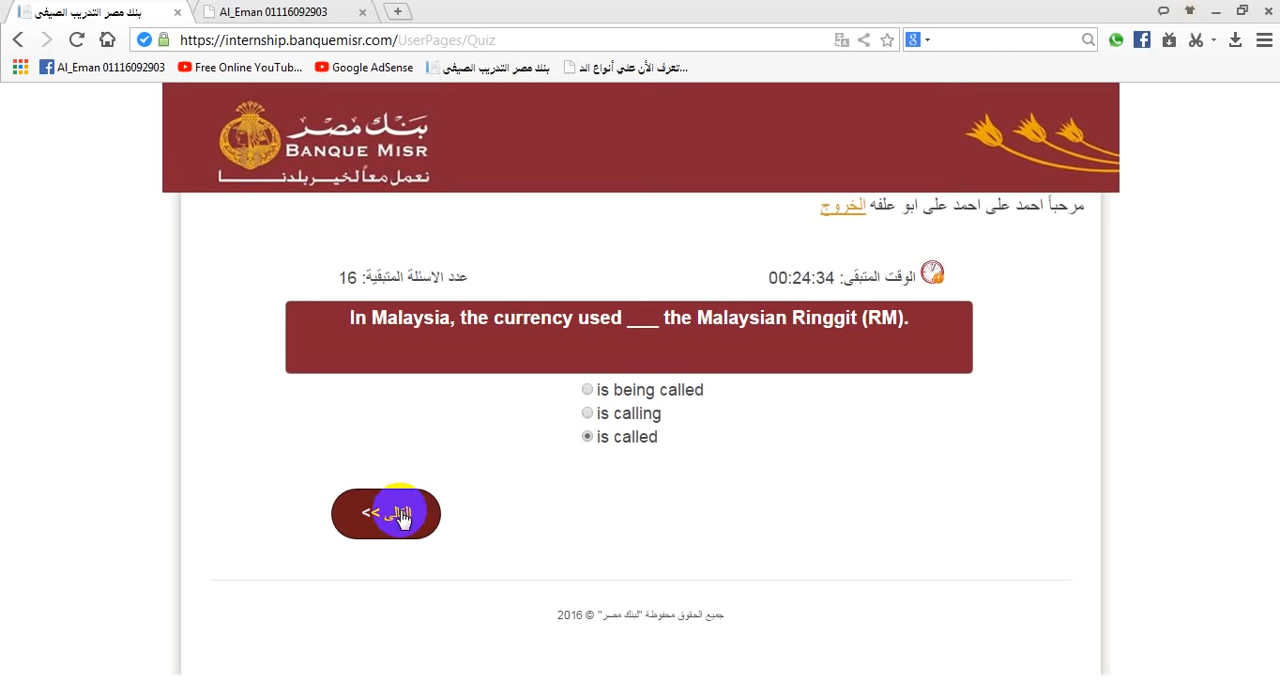 بنك مصر التدريب الصيفى
Al_Eman 01116092903
https://internship.banquemisr.com/UserPages/Quiz
Al_Eman 01116092903
Free Online YouTub...
Google AdSense
بنك مصر التدريب الصيفى
تعرف الأن علي أنواع الد...
بنك مصر
BANQUE MISR
نعمل معاً لخير بلدنا
مرحباً احمد على احمد على ابو علفه الخروج
الوقت المتبقى: 00:24:34
عدد الاسئلة المتبقية: 16
In Malaysia, the currency used ___ the Malaysian Ringgit (RM).
is being called
is calling
is called
التالى >>
جميع الحقوق محفوظة "لبنك مصر" © 2016